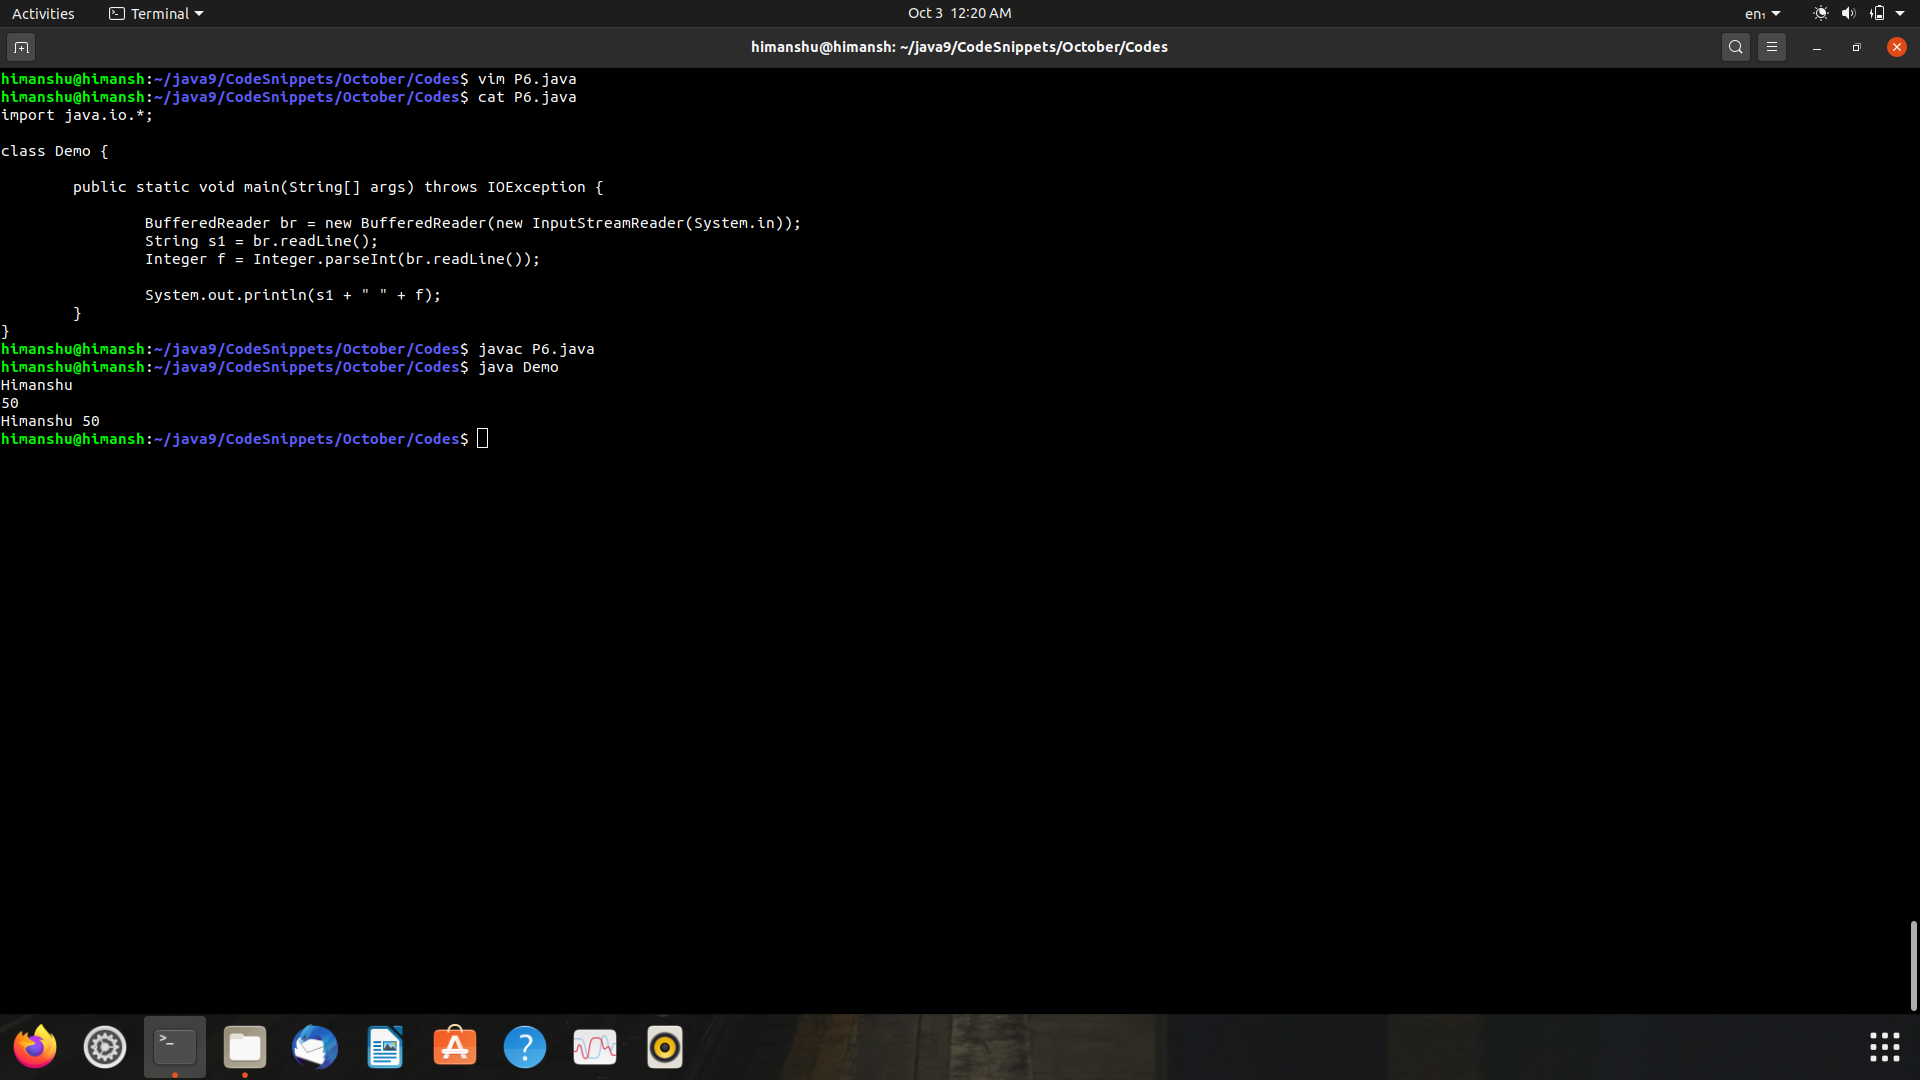 Activities Terminal Oct 3 12:20 AM en₁
himanshu@himansh: ~/java9/CodeSnippets/October/Codes
himanshu@himansh:~/java9/CodeSnippets/October/Codes$ vim P6.java
himanshu@himansh:~/java9/CodeSnippets/October/Codes$ cat P6.java
import java.io.*;
class Demo {
public static void main(String[] args) throws IOException {
BufferedReader br = new BufferedReader(new InputStreamReader(System.in));
String s1 = br.readLine();
Integer f = Integer.parseInt(br.readLine());
System.out.println(s1 + " " + f);
}
}
himanshu@himansh:~/java9/CodeSnippets/October/Codes$ javac P6.java
himanshu@himansh:~/java9/CodeSnippets/October/Codes$ java Demo
Himanshu
50
Himanshu 50
himanshu@himansh:~/java9/CodeSnippets/October/Codes$